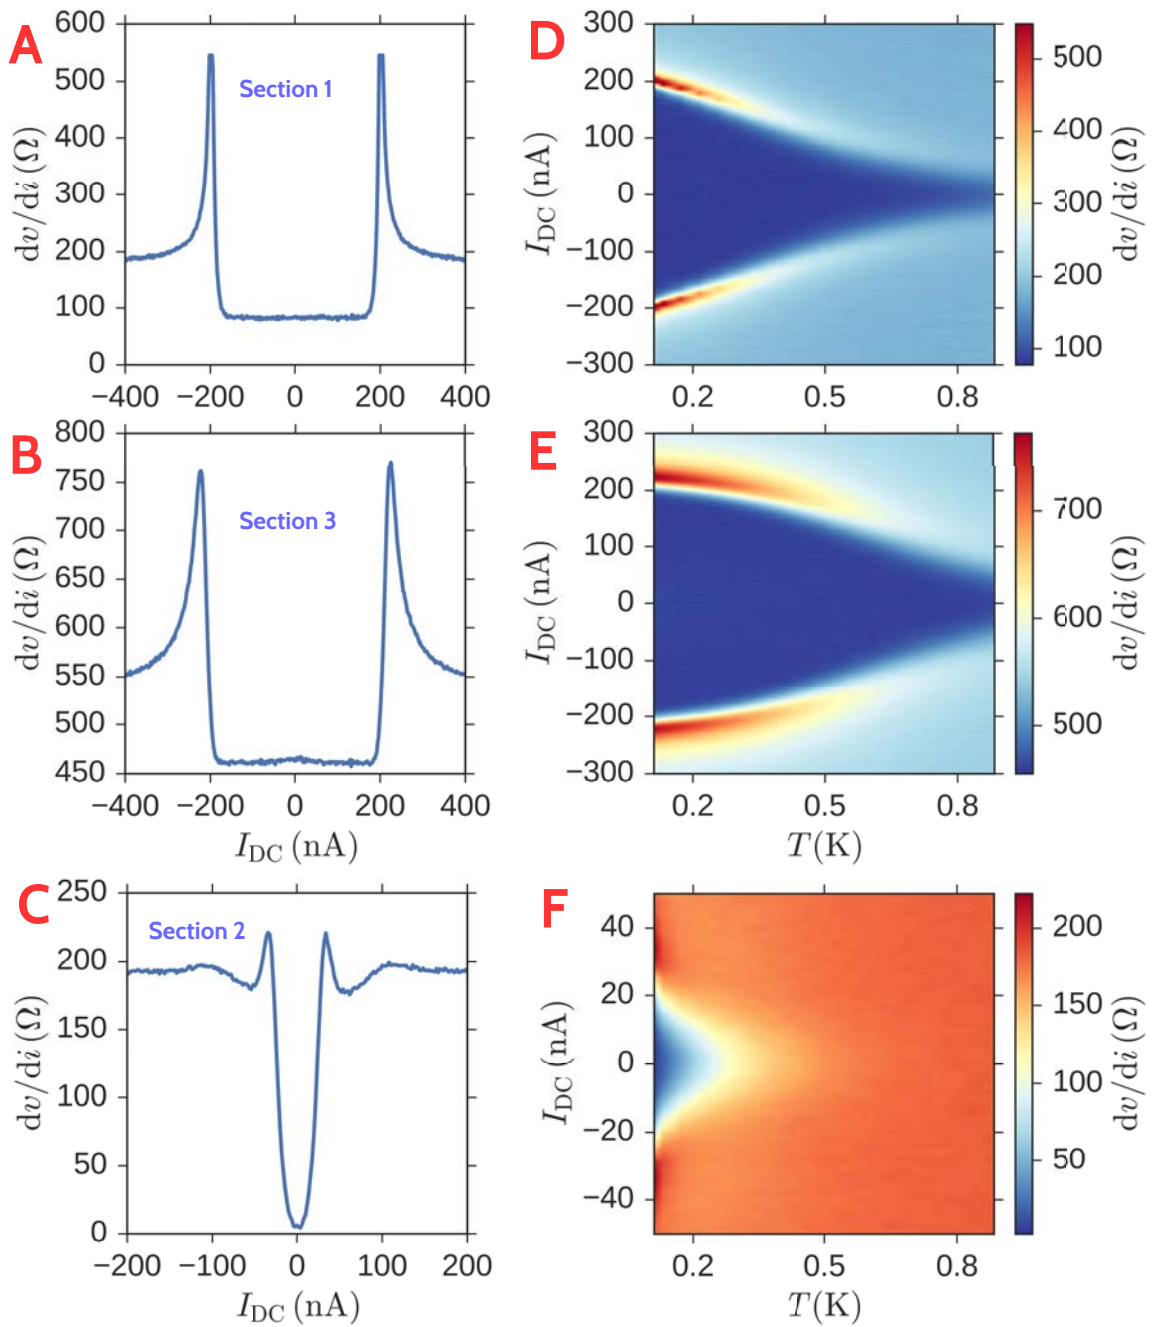 A
600
500
400
300
200
100
0
dv/di (Ω)
Section 1
−400 −200 0 200 400
D
300
200
100
0
−100
−200
−300
I_DC (nA)
0.2 0.5 0.8
500
400
300
200
100
dv/di (Ω)
B
800
750
700
650
600
550
500
450
dv/di (Ω)
Section 3
−400 −200 0 200 400
I_DC (nA)
E
300
200
100
0
−100
−200
−300
I_DC (nA)
0.2 0.5 0.8
T(K)
700
600
500
dv/di (Ω)
C
250
200
150
100
50
0
dv/di (Ω)
Section 2
−200 −100 0 100 200
I_DC (nA)
F
40
20
0
−20
−40
I_DC (nA)
0.2 0.5 0.8
T(K)
200
150
100
50
dv/di (Ω)